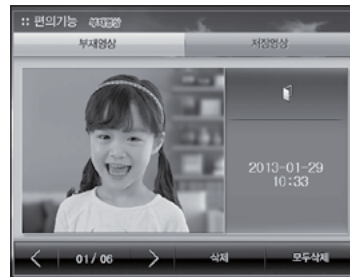 :: 편의기능 부재영상
부재영상 저장영상
2013-01-29
10:33
< 01/06 > 삭제 모두삭제